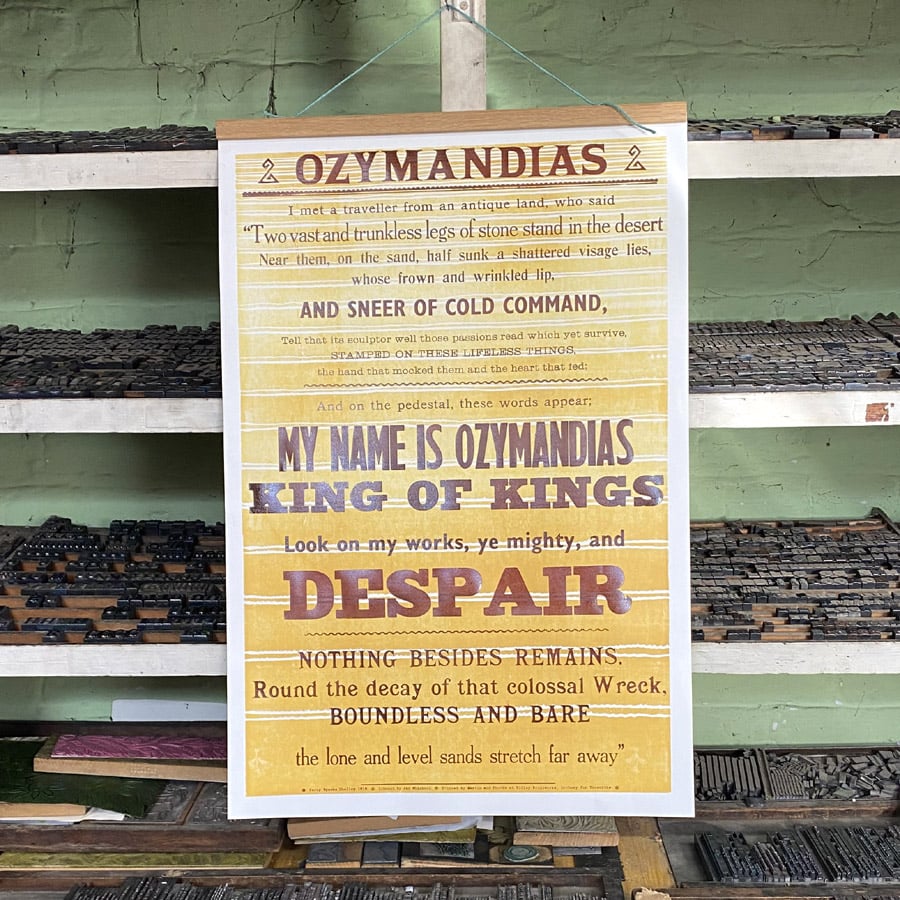 OZYMANDIAS
I met a traveller from an antique land, who said
“Two vast and trunkless legs of stone stand in the desert
Near them, on the sand, half sunk a shattered visage lies,
whose frown and wrinkled lip,
AND SNEER OF COLD COMMAND,
Tell that its sculptor well those passions read which yet survive,
STAMPED ON THESE LIFELESS THINGS,
the hand that mocked them and the heart that fed;
And on the pedestal, these words appear;
MY NAME IS OZYMANDIAS
KING OF KINGS
Look on my works, ye mighty, and
DESPAIR
NOTHING BESIDES REMAINS.
Round the decay of that colossal Wreck,
BOUNDLESS AND BARE
the lone and level sands stretch far away”
Percy Bysshe Shelley 1818